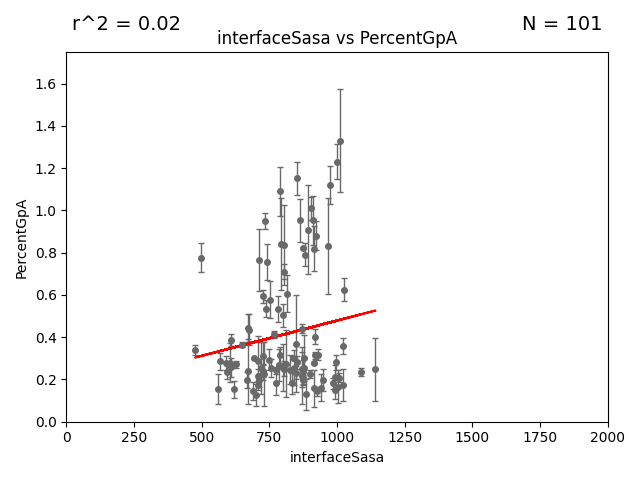 r^2 = 0.02
N = 101
interfaceSasa vs PercentGpA
PercentGpA
1.6
1.4
1.2
1.0
0.8
0.6
0.4
0.2
0.0
0 250 500 750 1000 1250 1500 1750 2000
interfaceSasa